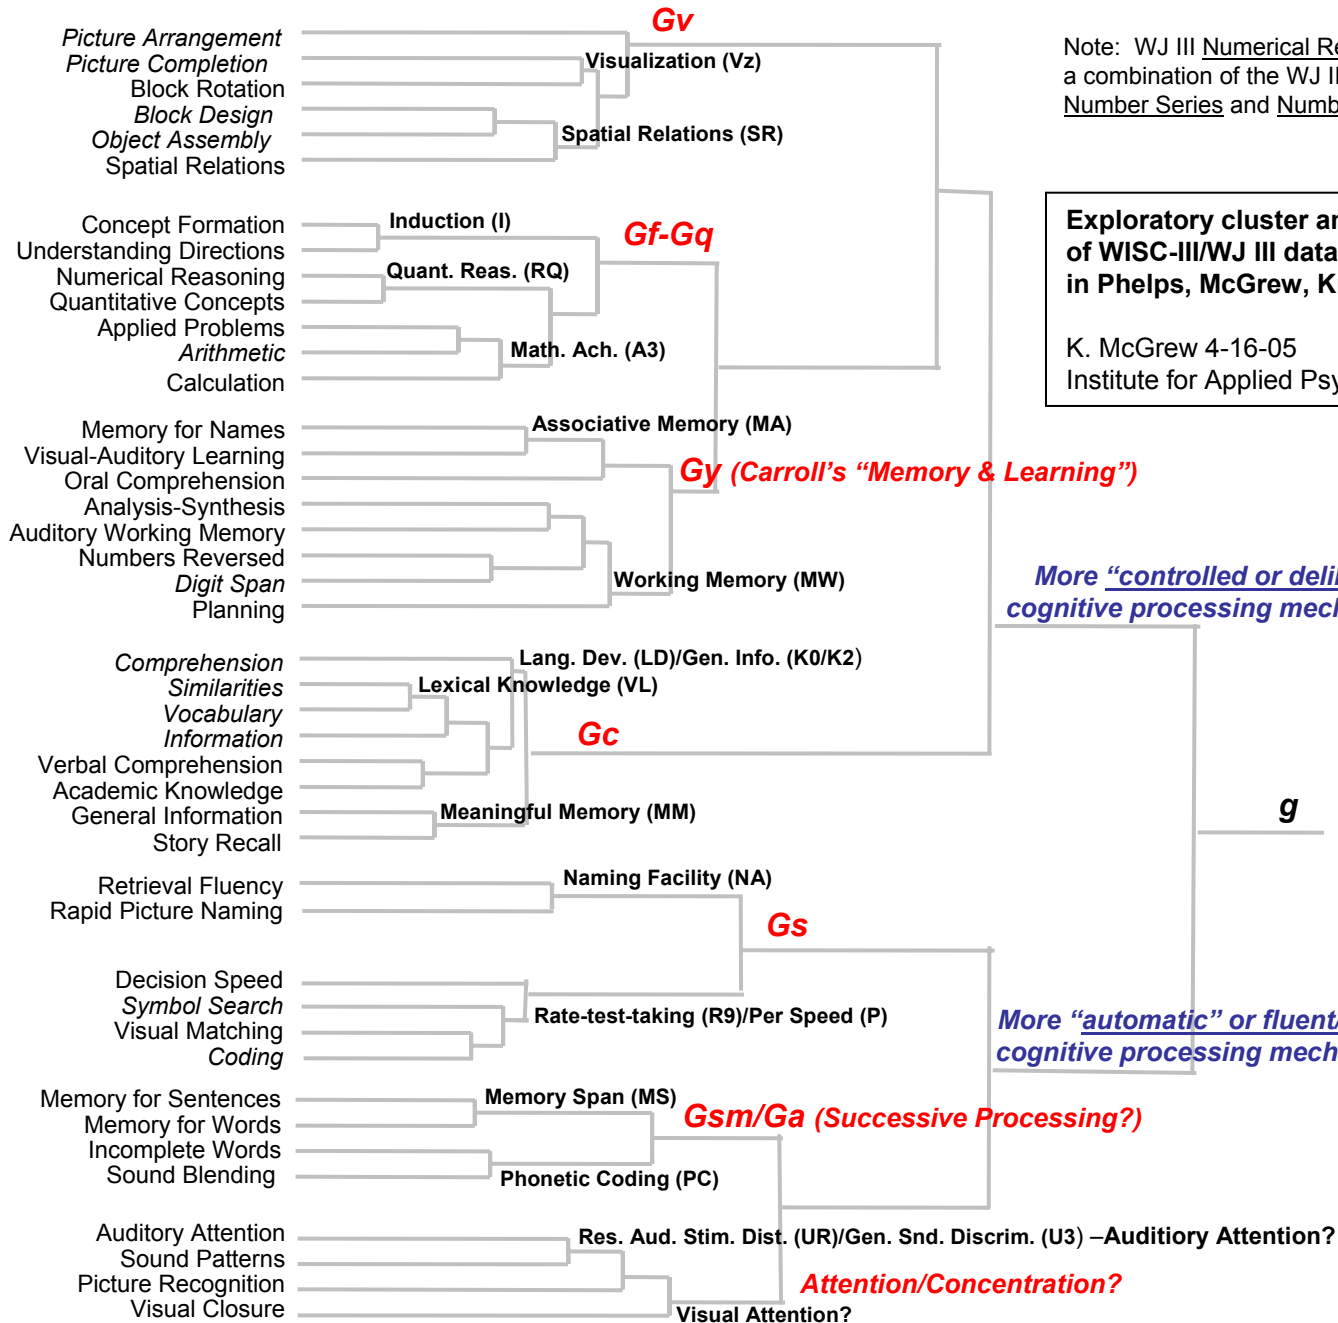 Gv
Picture Arrangement
Picture Completion
Visualization (Vz)
Block Rotation
Block Design
Object Assembly
Spatial Relations (SR)
Spatial Relations
Note: WJ III Numerical Re
a combination of the WJ II
Number Series and Numb
Exploratory cluster an
of WISC-III/WJ III data
in Phelps, McGrew, K
K. McGrew 4-16-05
Institute for Applied Psy
Concept Formation
Induction (I)
Understanding Directions
Gf-Gq
Numerical Reasoning
Quant. Reas. (RQ)
Quantitative Concepts
Applied Problems
Arithmetic
Math. Ach. (A3)
Calculation
Memory for Names
Associative Memory (MA)
Visual-Auditory Learning
Oral Comprehension
Gy (Carroll's “Memory & Learning”)
Analysis-Synthesis
Auditory Working Memory
Numbers Reversed
Digit Span
Working Memory (MW)
Planning
More “controlled or delib
cognitive processing mech
Comprehension
Lang. Dev. (LD)/Gen. Info. (K0/K2)
Similarities
Lexical Knowledge (VL)
Vocabulary
Information
Gc
Verbal Comprehension
Academic Knowledge
General Information
Meaningful Memory (MM)
Story Recall
g
Retrieval Fluency
Naming Facility (NA)
Rapid Picture Naming
Gs
Decision Speed
Symbol Search
Rate-test-taking (R9)/Per Speed (P)
Visual Matching
Coding
More “automatic” or fluent/
cognitive processing mech
Memory for Sentences
Memory Span (MS)
Memory for Words
Gsm/Ga (Successive Processing?)
Incomplete Words
Sound Blending
Phonetic Coding (PC)
Auditory Attention
Res. Aud. Stim. Dist. (UR)/Gen. Snd. Discrim. (U3) –Auditiory Attention?
Sound Patterns
Picture Recognition
Attention/Concentration?
Visual Closure
Visual Attention?